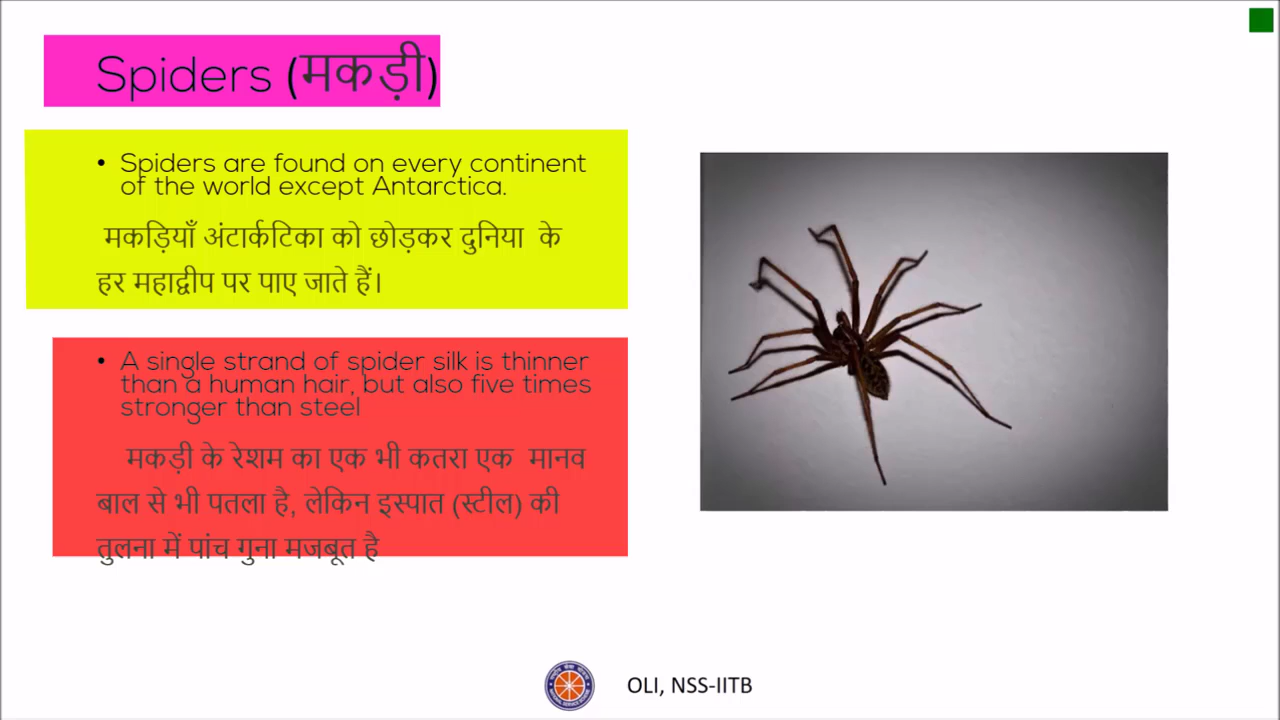 Spiders (मकड़ी)
• Spiders are found on every continent
of the world except Antarctica.
मकड़ियाँ अंटार्कटिका को छोड़कर दुनिया के
हर महाद्वीप पर पाए जाते हैं।
• A single strand of spider silk is thinner
than a human hair, but also five times
stronger than steel
मकड़ी के रेशम का एक भी कतरा एक मानव
बाल से भी पतला है, लेकिन इस्पात (स्टील) की
तुलना में पांच गुना मजबूत है
OLI, NSS-IITB